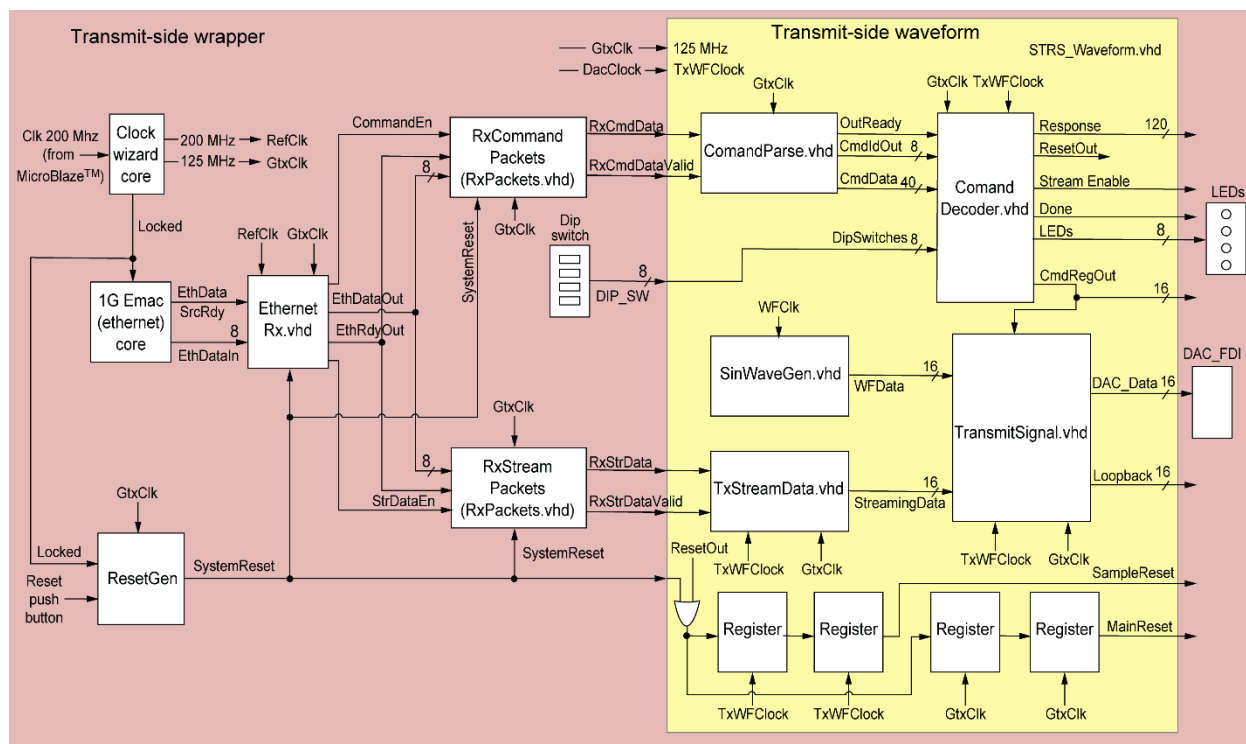 Transmit-side wrapper
Transmit-side waveform
STRS_Waveform.vhd
GtxClk
125 MHz
DacClock
TxWFClock
Clk 200 Mhz
(from
MicroBlaze™)
Clock
wizard
core
200 MHz
RefClk
125 MHz
GtxClk
Locked
1G Emac
(ethernet)
core
EthData
SrcRdy
8
EthDataIn
RefClk
GtxClk
Ethernet
Rx.vhd
CommandEn
EthDataOut
EthRdyOut
StrDataEn
8
RxCommand
Packets
(RxPackets.vhd)
GtxClk
SystemReset
RxCmdData
RxCmdDataValid
Dip
switch
8
DIP_SW
GtxClk
ComandParse.vhd
OutReady
CmdIdOut
8
CmdData
40
DipSwitches
8
GtxClk
TxWFClock
Comand
Decoder.vhd
Response
120
ResetOut
Stream Enable
Done
LEDs
8
LEDs
CmdRegOut
16
WFClk
SinWaveGen.vhd
16
WFData
TransmitSignal.vhd
DAC_Data
16
DAC_FDI
Loopback
16
TxWFClock
GtxClk
GtxClk
8
RxStream
Packets
(RxPackets.vhd)
RxStrData
RxStrDataValid
SystemReset
TxStreamData.vhd
16
StreamingData
TxWFClock
GtxClk
GtxClk
Locked
Reset
push
button
ResetGen
SystemReset
ResetOut
Register
Register
Register
Register
SampleReset
MainReset
TxWFClock
TxWFClock
GtxClk
GtxClk